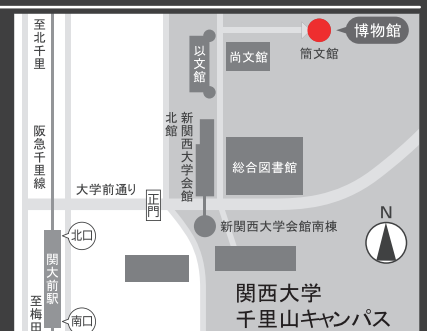 至北千里
博物館
簡文館
以文館
尚文館
阪急千里線
新関西大学会館
北館
総合図書館
大学前通り
正門
新関西大学会館南棟
N
北口
関大前駅
関西大学
千里山キャンパス
至梅田
南口